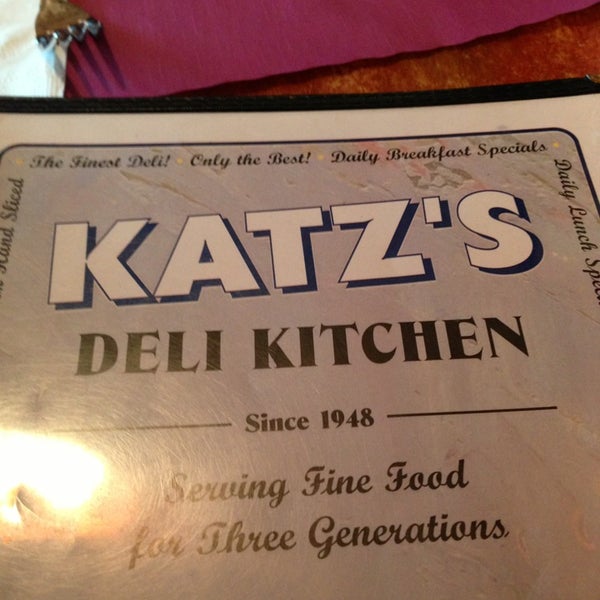 The Finest Deli! • Only the Best! • Daily Breakfast Specials
Hand Sliced
Daily Lunch
KATZ'S
DELI KITCHEN
Since 1948
Serving Fine Food
for Three Generations